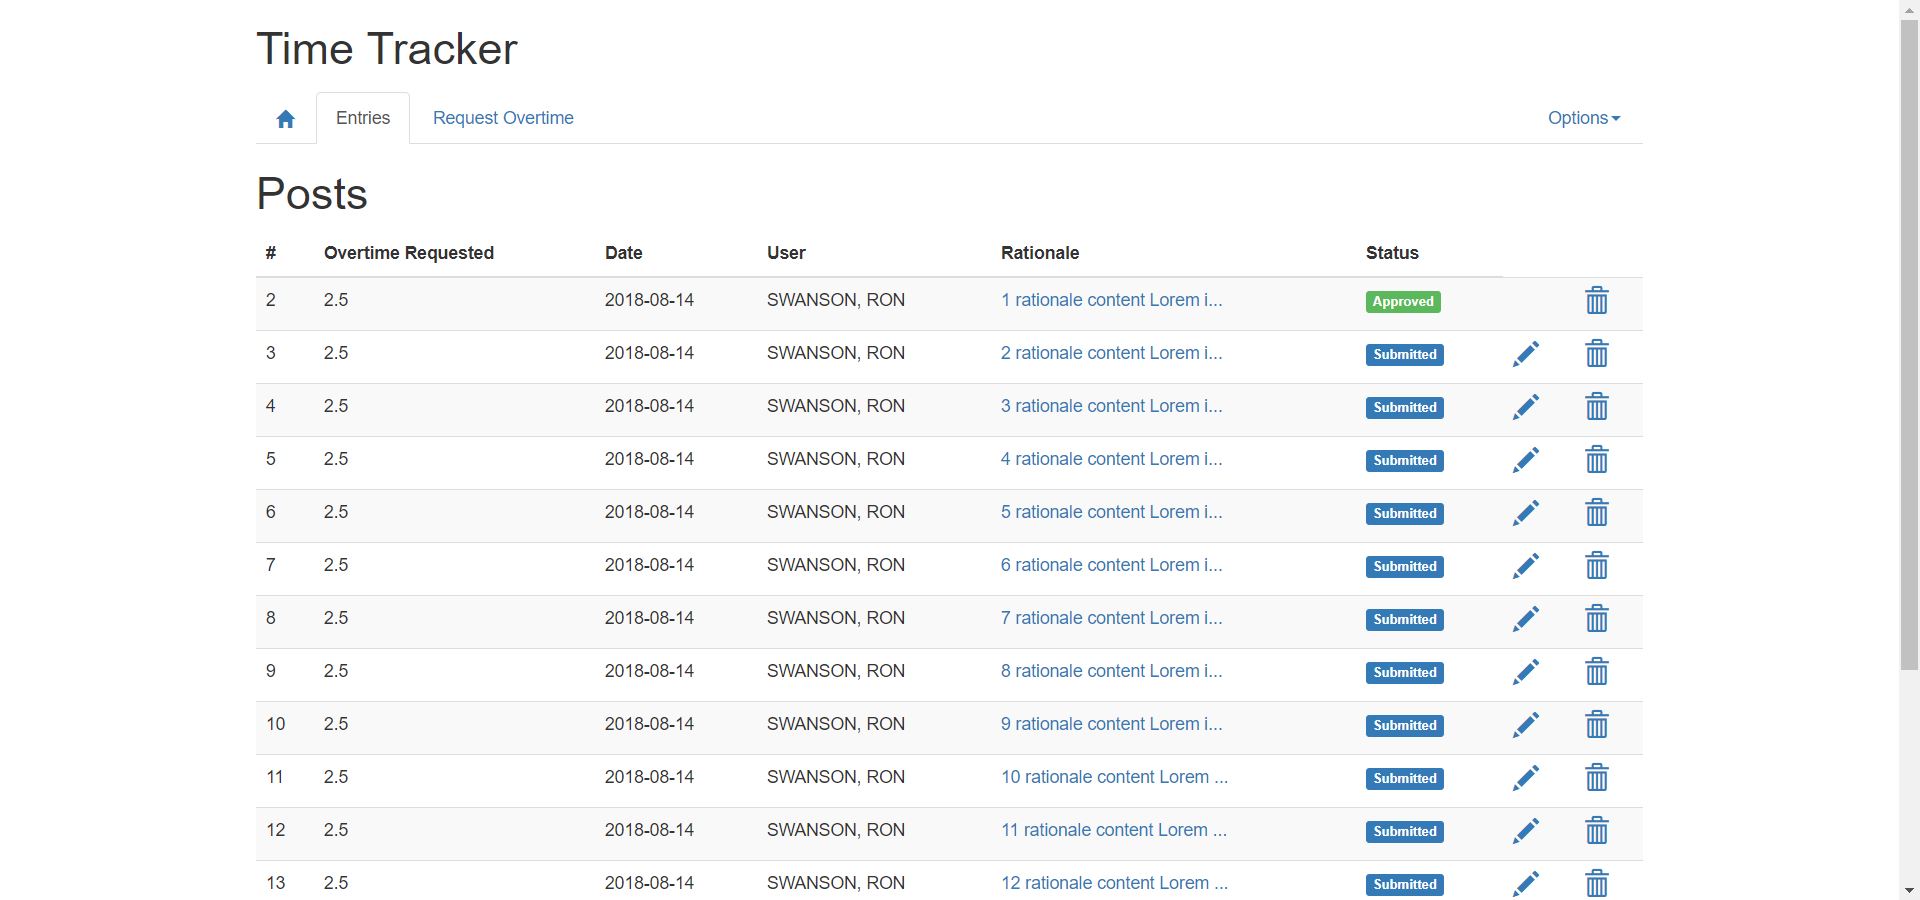 Time Tracker
Entries Request Overtime Options
Posts
# Overtime Requested Date User Rationale Status
2 2.5 2018-08-14 SWANSON, RON 1 rationale content Lorem i... Approved
3 2.5 2018-08-14 SWANSON, RON 2 rationale content Lorem i... Submitted
4 2.5 2018-08-14 SWANSON, RON 3 rationale content Lorem i... Submitted
5 2.5 2018-08-14 SWANSON, RON 4 rationale content Lorem i... Submitted
6 2.5 2018-08-14 SWANSON, RON 5 rationale content Lorem i... Submitted
7 2.5 2018-08-14 SWANSON, RON 6 rationale content Lorem i... Submitted
8 2.5 2018-08-14 SWANSON, RON 7 rationale content Lorem i... Submitted
9 2.5 2018-08-14 SWANSON, RON 8 rationale content Lorem i... Submitted
10 2.5 2018-08-14 SWANSON, RON 9 rationale content Lorem i... Submitted
11 2.5 2018-08-14 SWANSON, RON 10 rationale content Lorem ... Submitted
12 2.5 2018-08-14 SWANSON, RON 11 rationale content Lorem ... Submitted
13 2.5 2018-08-14 SWANSON, RON 12 rationale content Lorem ... Submitted